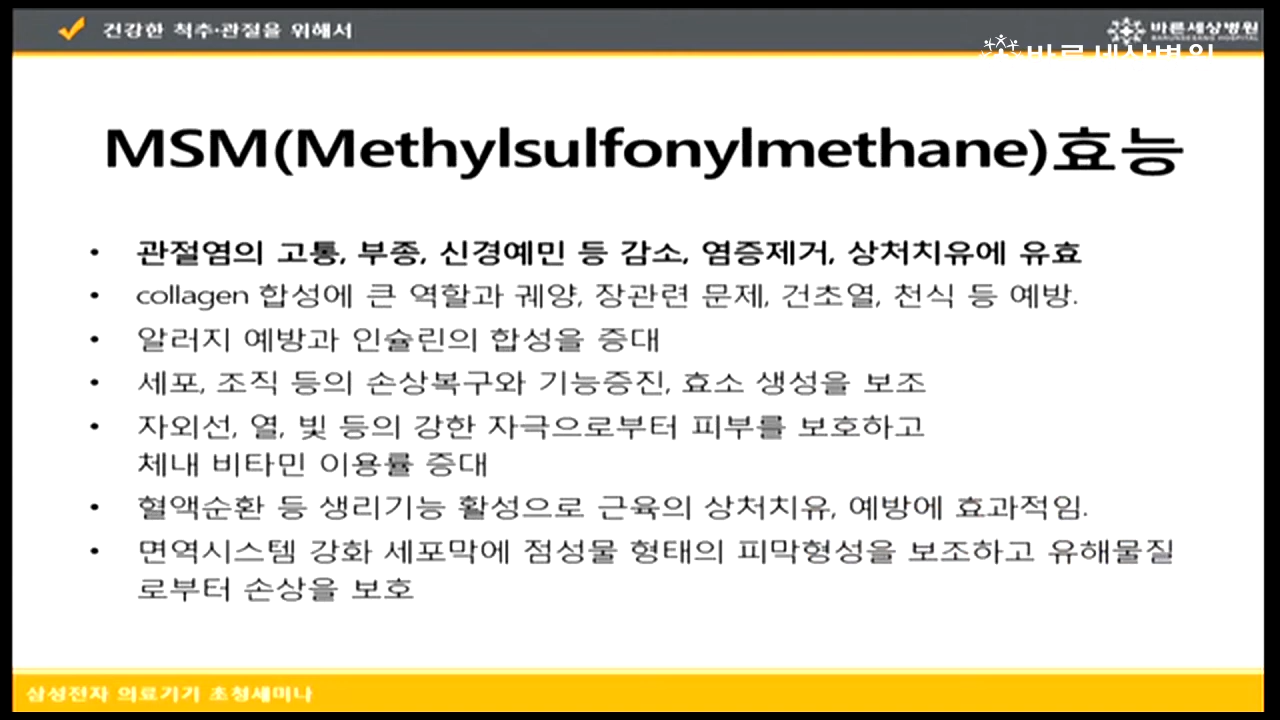 건강한 척추·관절을 위해서
바른세상병원
BARUNSESANG HOSPITAL
바른세상병원
MSM(Methylsulfonylmethane)효능
• 관절염의 고통, 부종, 신경예민 등 감소, 염증제거, 상처치유에 유효
• collagen 합성에 큰 역할과 궤양, 장관련 문제, 건초열, 천식 등 예방.
• 알러지 예방과 인슐린의 합성을 증대
• 세포, 조직 등의 손상복구와 기능증진, 효소 생성을 보조
• 자외선, 열, 빛 등의 강한 자극으로부터 피부를 보호하고
체내 비타민 이용률 증대
• 혈액순환 등 생리기능 활성으로 근육의 상처치유, 예방에 효과적임.
• 면역시스템 강화 세포막에 점성물 형태의 피막형성을 보조하고 유해물질
로부터 손상을 보호
삼성전자 의료기기 초청세미나